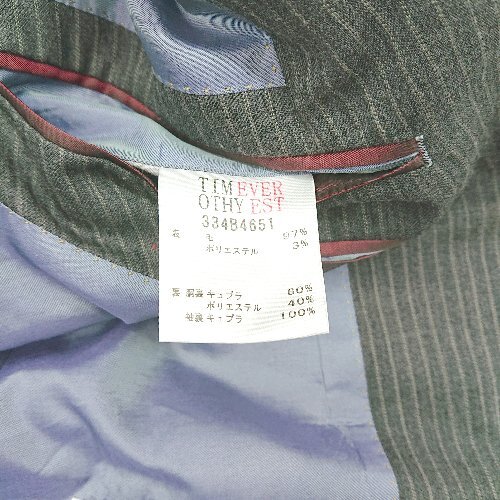 TIMEVER
OTHY EST
334B4651
表 毛 97%
ポリエステル 3%
裏 胴裏 キュプラ 60%
ポリエステル 40%
袖裏 キュプラ 100%